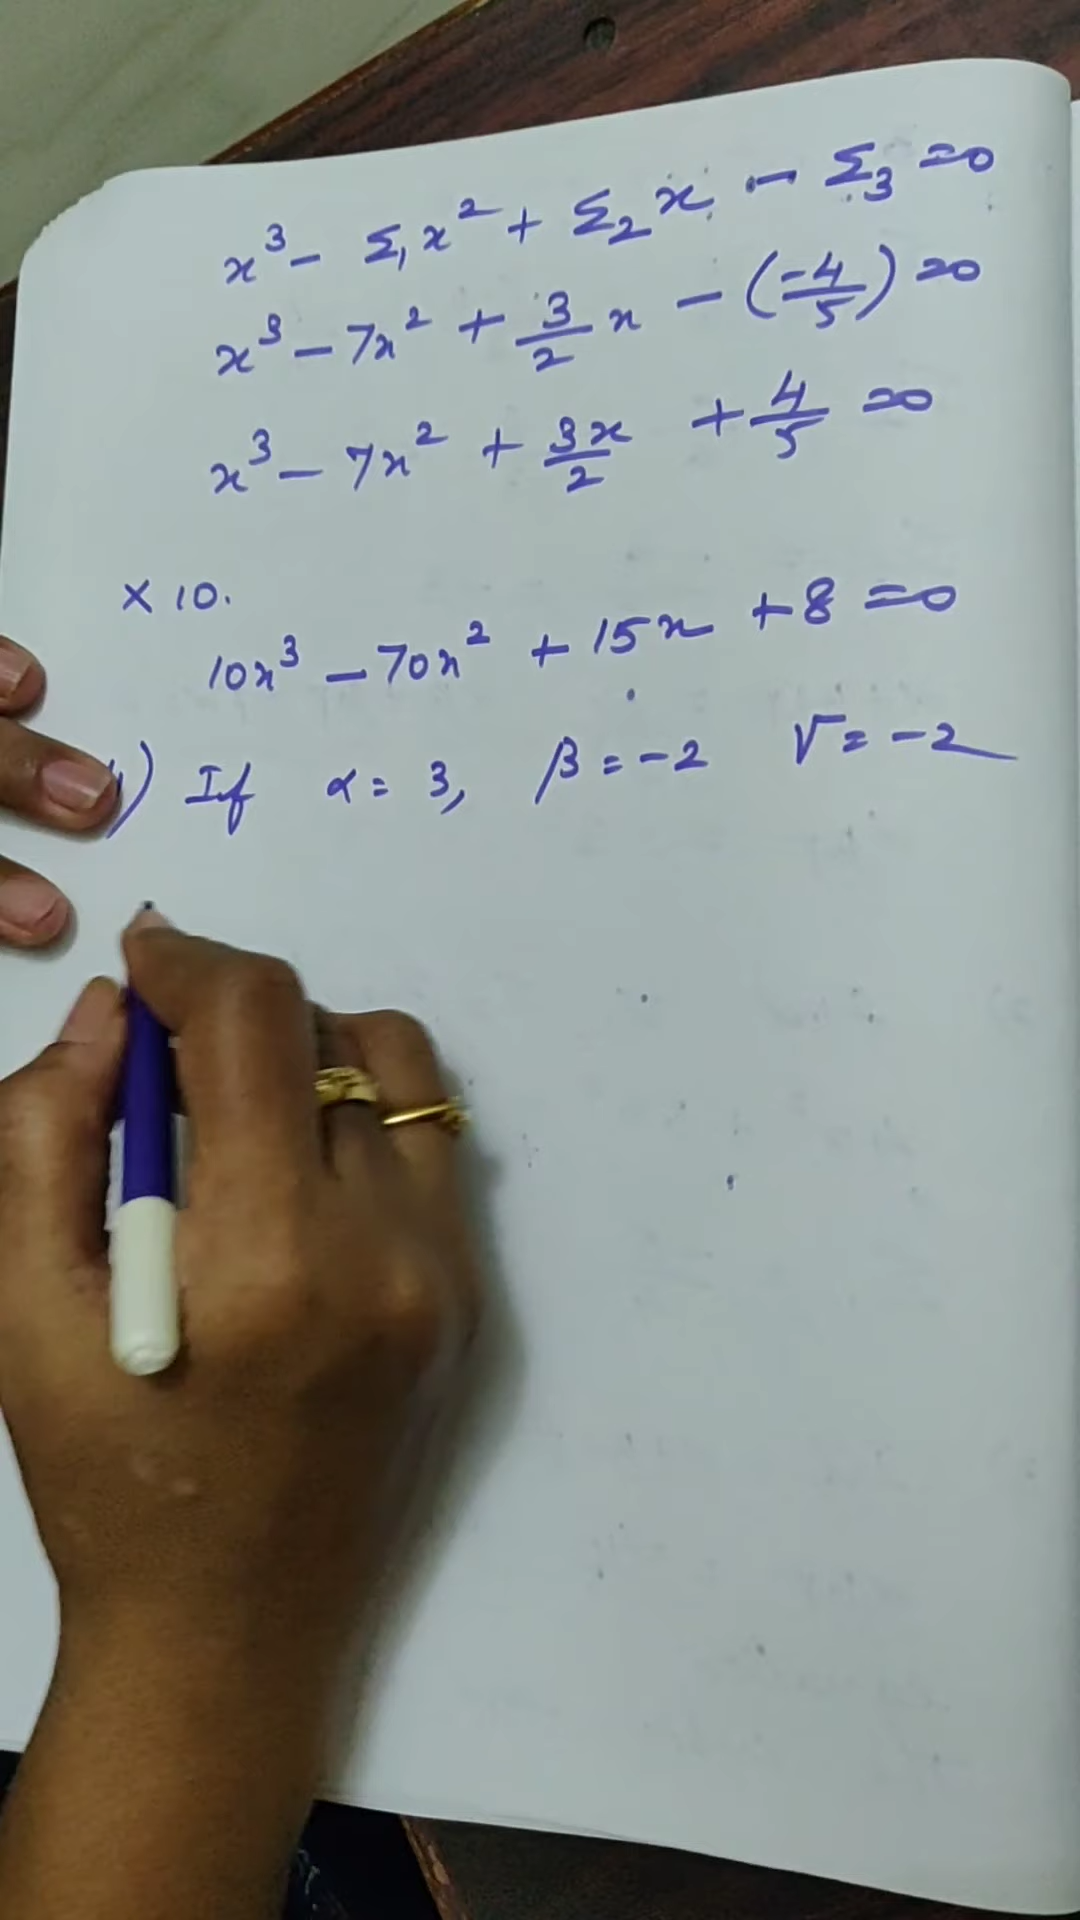 x³ - Σ₁x² + Σ₂x - Σ₃ = 0
x³ - 7x² + 3/2 x - (-4/5) = 0
x³ - 7x² + 3x/2 + 4/5 = 0
× 10.
10x³ - 70x² + 15x + 8 = 0
) If α = 3, β = -2 γ = -2